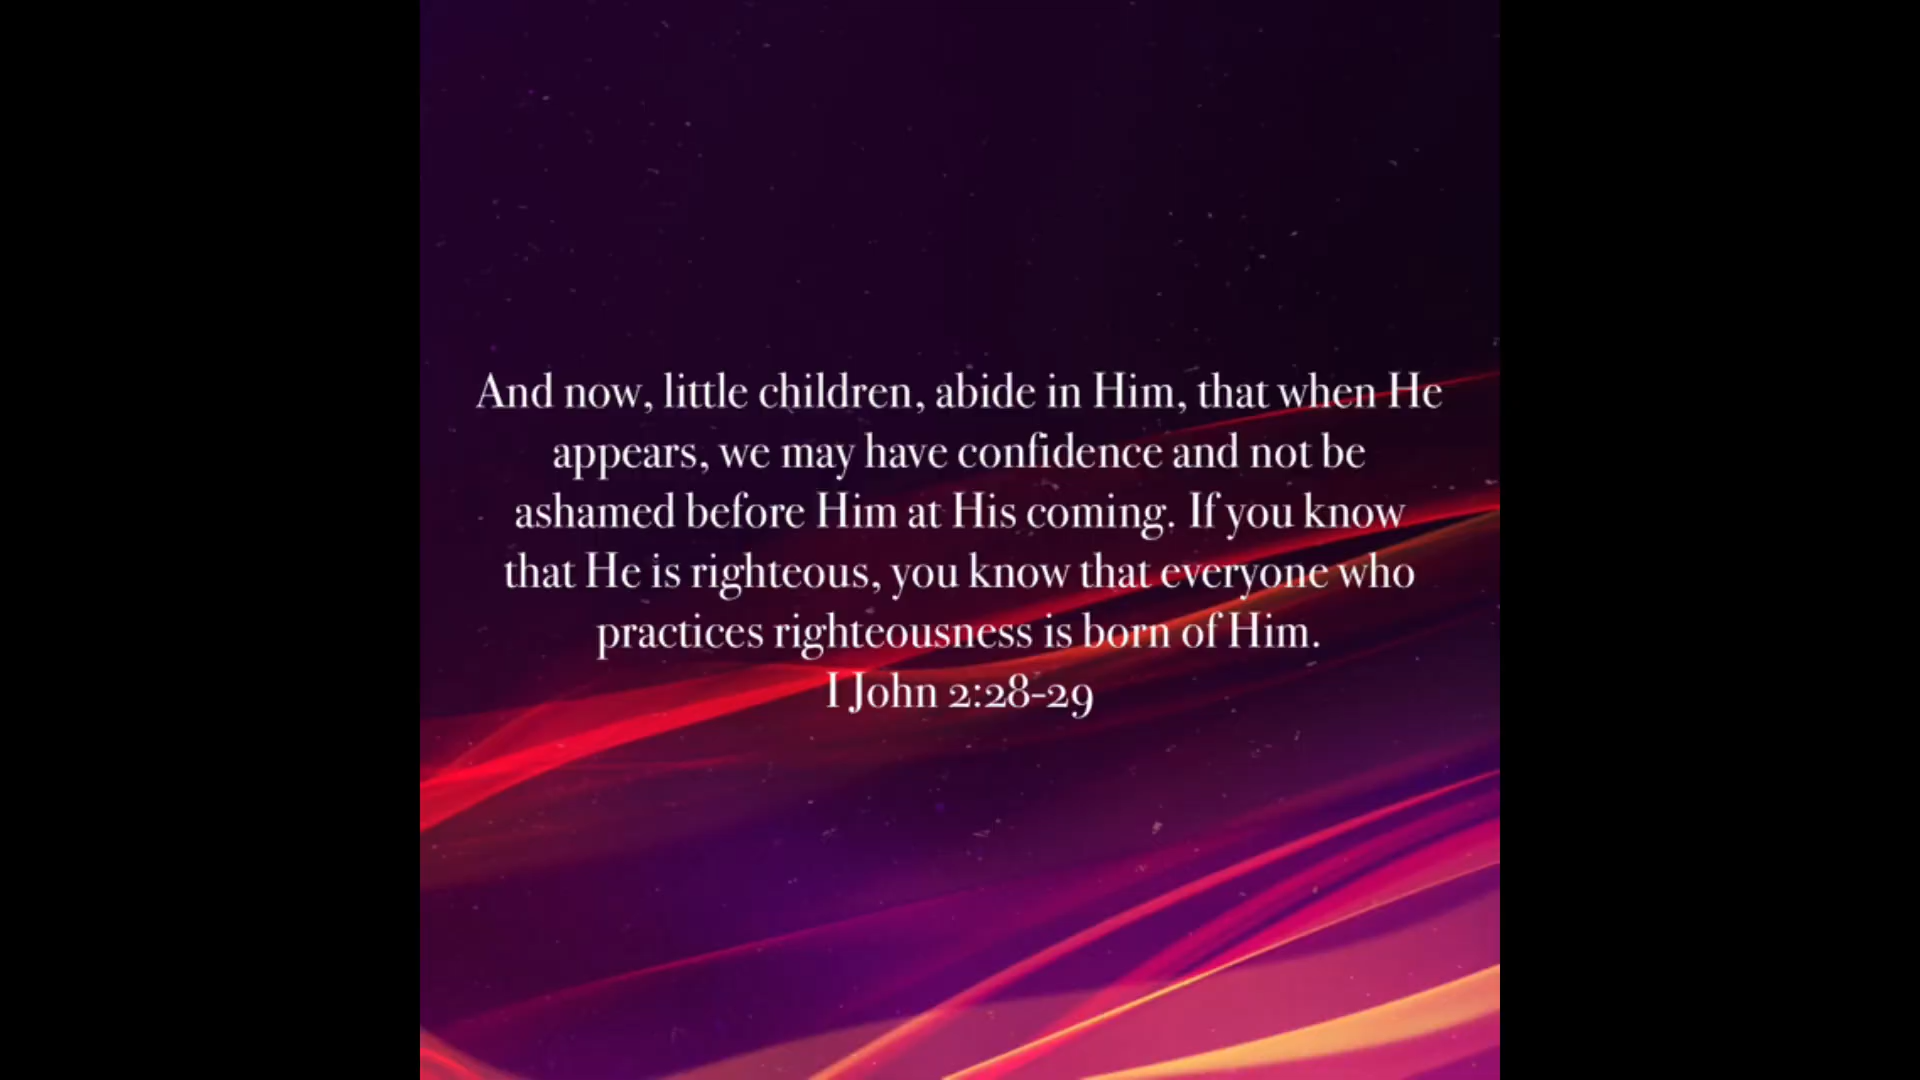 And now, little children, abide in Him, that when He
appears, we may have confidence and not be
ashamed before Him at His coming. If you know
that He is righteous, you know that everyone who
practices righteousness is born of Him.
I John 2:28-29